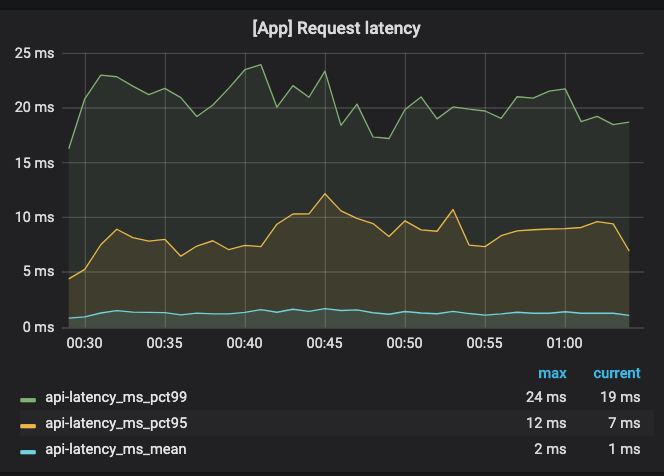 [App] Request latency
25 ms
20 ms
15 ms
10 ms
5 ms
0 ms
00:30 00:35 00:40 00:45 00:50 00:55 01:00
max current
api-latency_ms_pct99 24 ms 19 ms
api-latency_ms_pct95 12 ms 7 ms
api-latency_ms_mean 2 ms 1 ms